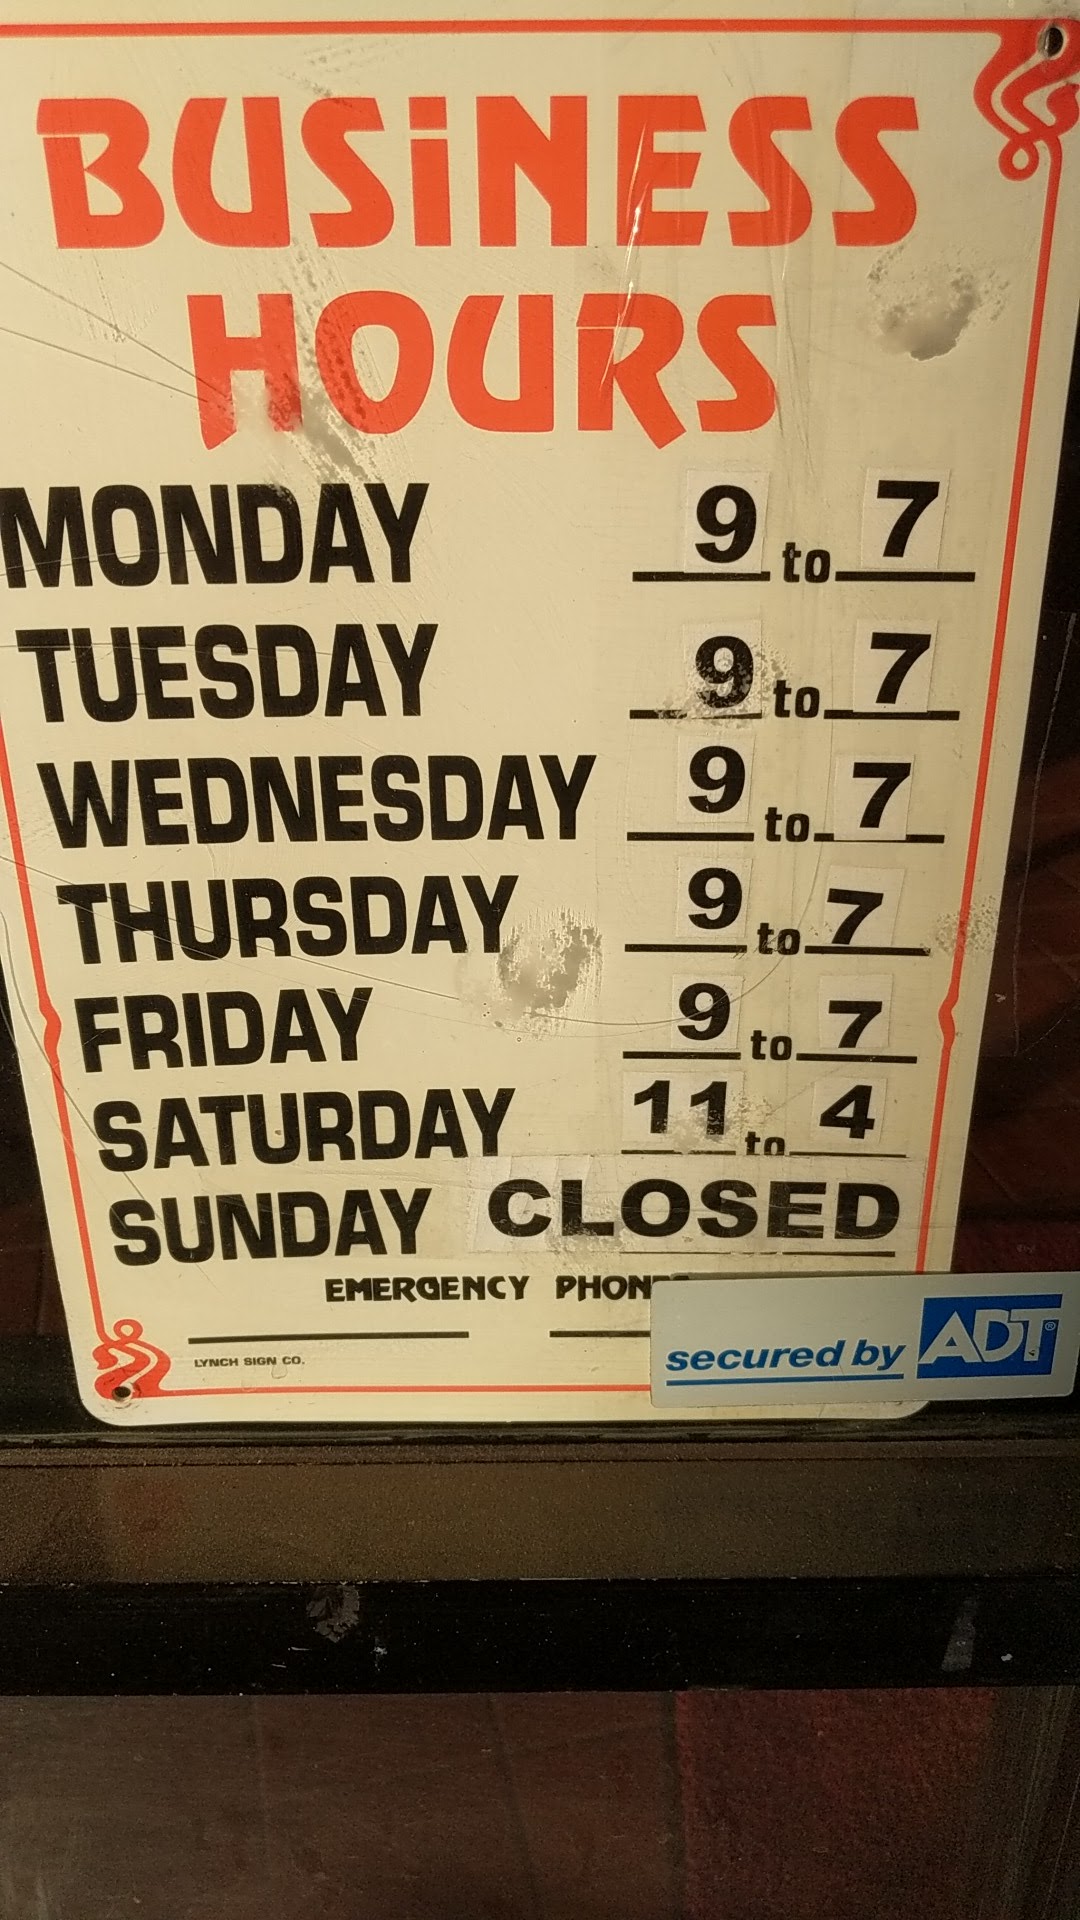 BUSiNESS
HOURS
MONDAY 9 to 7
TUESDAY 9 to 7
WEDNESDAY 9 to 7
THURSDAY 9 to 7
FRIDAY 9 to 7
SATURDAY 11 to 4
SUNDAY CLOSED
EMERGENCY PHONES
LYNCH SIGN CO.
secured by ADT®